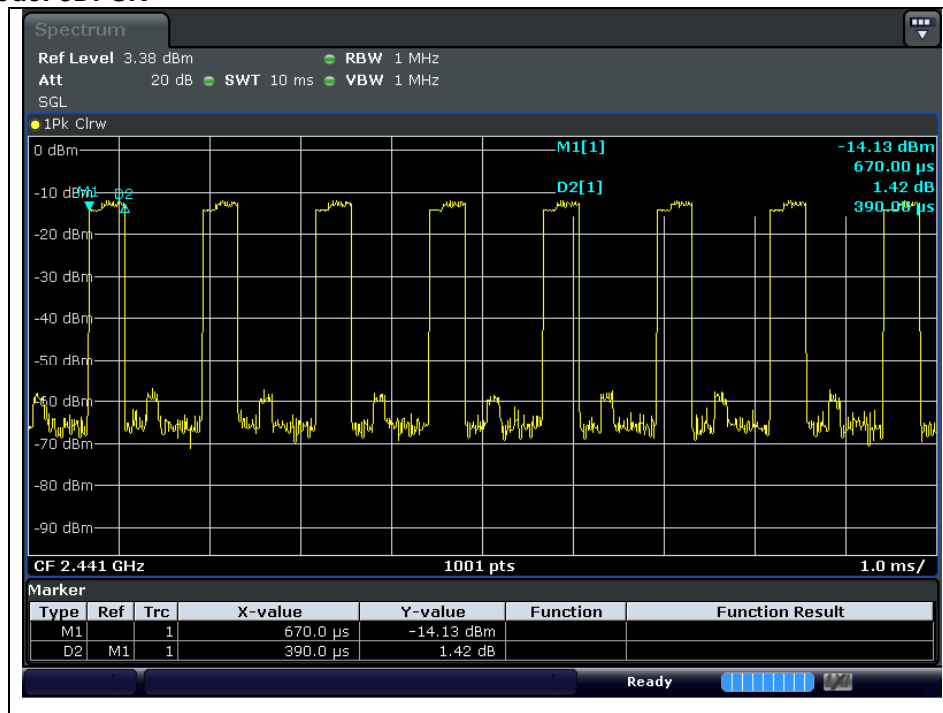 Spectrum
Ref Level 3.38 dBm RBW 1 MHz
Att 20 dB SWT 10 ms VBW 1 MHz
SGL
1Pk Clrw
0 dBm M1[1] -14.13 dBm
670.00 µs
-10 dBm M1 D2 D2[1] 1.42 dB
390.00 µs
-20 dBm
-30 dBm
-40 dBm
-50 dBm
-60 dBm
-70 dBm
-80 dBm
-90 dBm
CF 2.441 GHz 1001 pts 1.0 ms/
Marker
Type Ref Trc X-value Y-value Function Function Result
M1 1 670.0 µs -14.13 dBm
D2 M1 1 390.0 µs 1.42 dB
Ready